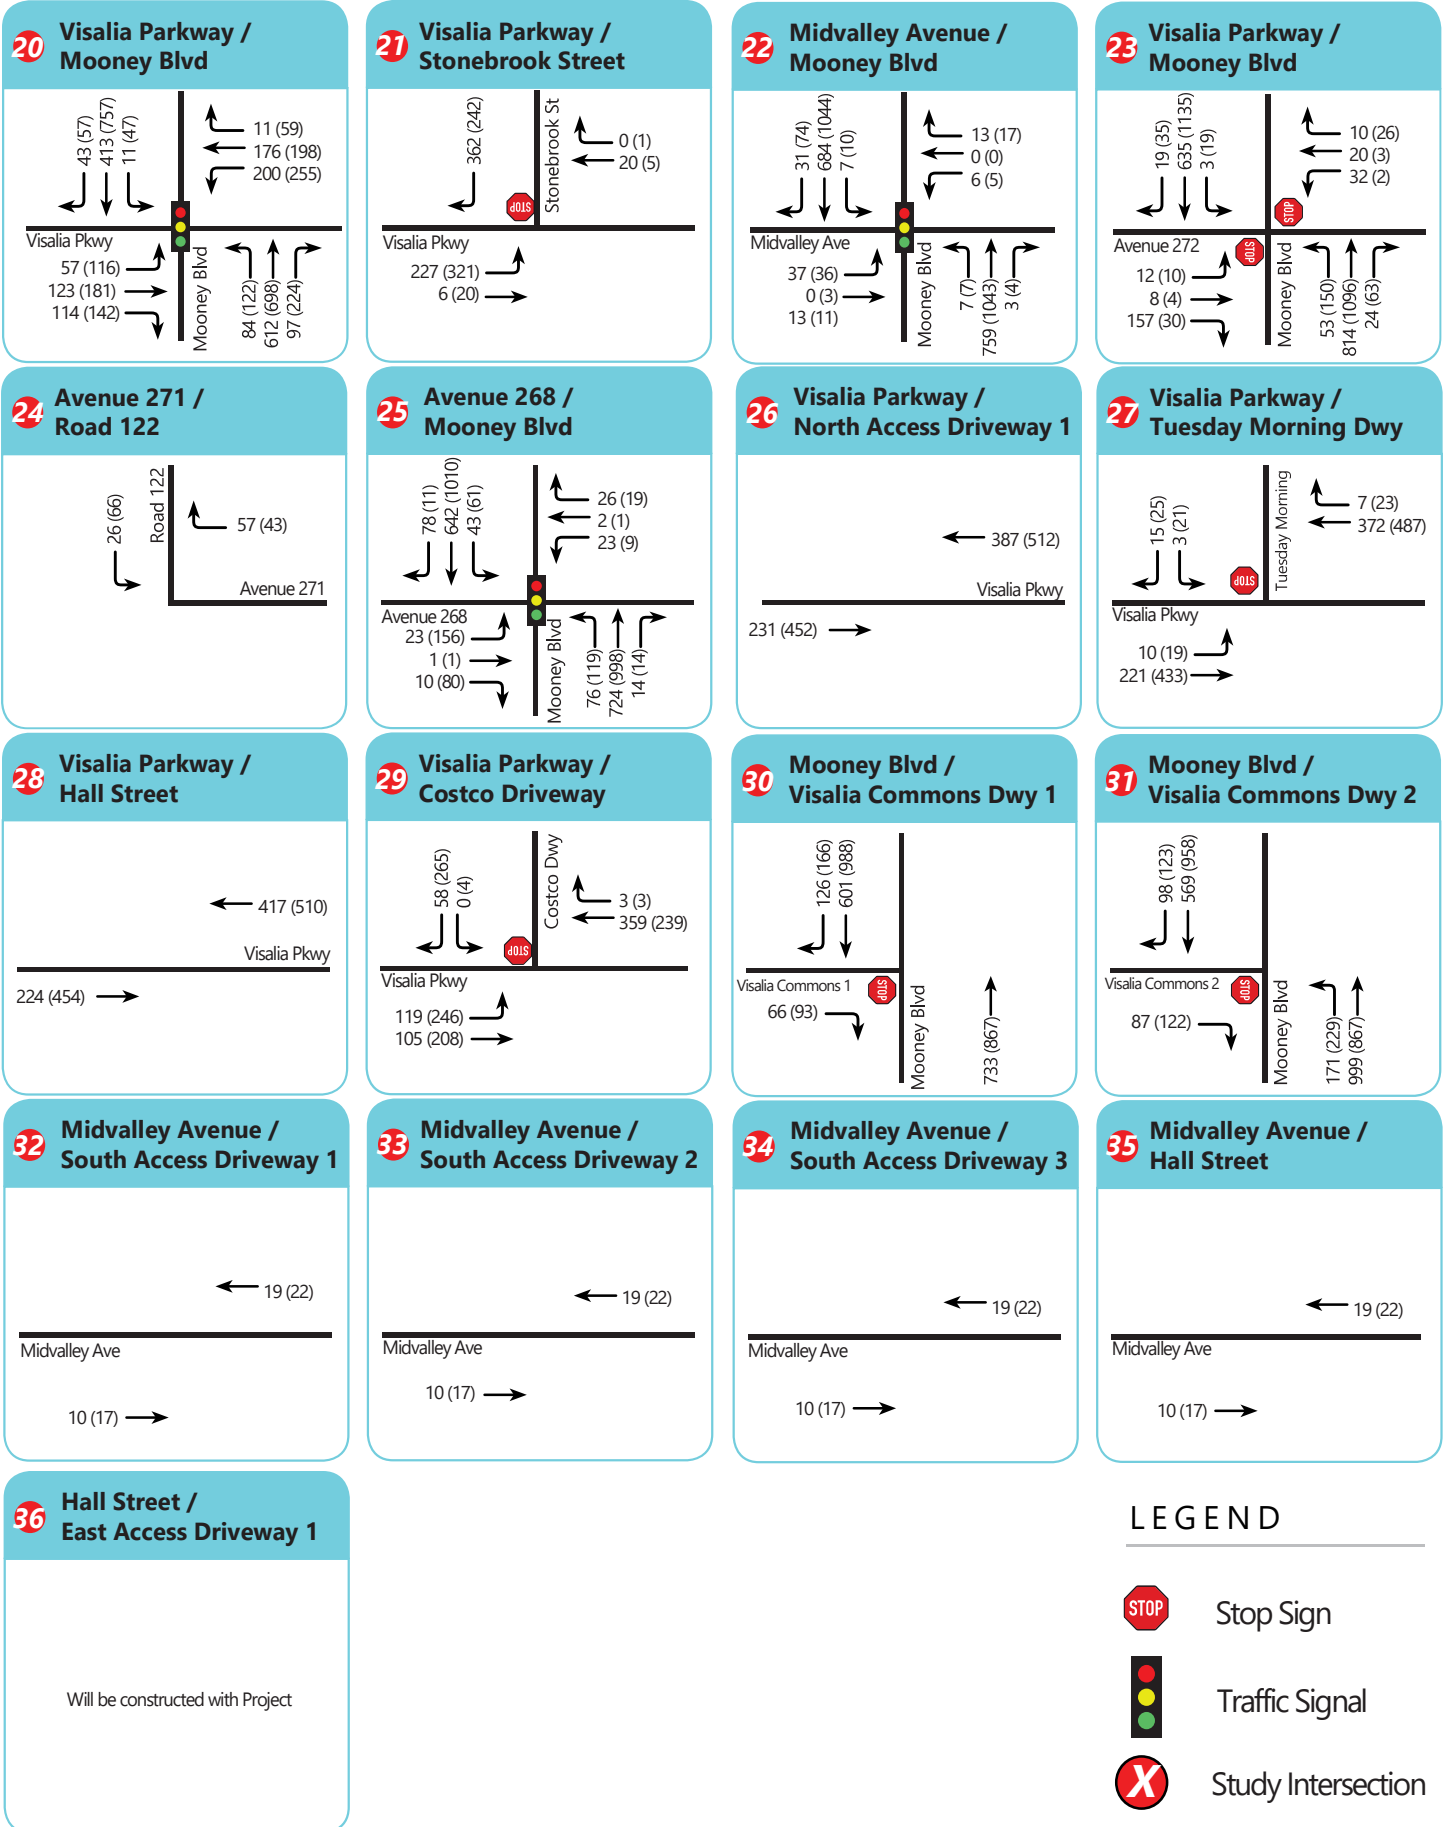 20 Visalia Parkway /
Mooney Blvd
43 (57)
413 (757)
11 (47)
11 (59)
176 (198)
200 (255)
Visalia Pkwy
57 (116)
123 (181)
114 (142)
Mooney Blvd
84 (122)
612 (698)
97 (224)
21 Visalia Parkway /
Stonebrook Street
362 (242)
Stonebrook St
0 (1)
20 (5)
STOP
Visalia Pkwy
227 (321)
6 (20)
22 Midvalley Avenue /
Mooney Blvd
31 (74)
684 (1044)
7 (10)
13 (17)
0 (0)
6 (5)
Midvalley Ave
37 (36)
0 (3)
13 (11)
Mooney Blvd
7 (7)
759 (1043)
3 (4)
23 Visalia Parkway /
Mooney Blvd
19 (35)
635 (1135)
3 (19)
10 (26)
20 (3)
32 (2)
STOP
Avenue 272
STOP
12 (10)
8 (4)
157 (30)
Mooney Blvd
53 (150)
814 (1096)
24 (63)
24 Avenue 271 /
Road 122
26 (66)
Road 122
57 (43)
Avenue 271
25 Avenue 268 /
Mooney Blvd
78 (11)
642 (1010)
43 (61)
26 (19)
2 (1)
23 (9)
Avenue 268
23 (156)
1 (1)
10 (80)
Mooney Blvd
76 (119)
724 (998)
14 (14)
26 Visalia Parkway /
North Access Driveway 1
387 (512)
Visalia Pkwy
231 (452)
27 Visalia Parkway /
Tuesday Morning Dwy
15 (25)
3 (21)
Tuesday Morning
7 (23)
372 (487)
STOP
Visalia Pkwy
10 (19)
221 (433)
28 Visalia Parkway /
Hall Street
417 (510)
Visalia Pkwy
224 (454)
29 Visalia Parkway /
Costco Driveway
58 (265)
0 (4)
Costco Dwy
3 (3)
359 (239)
STOP
Visalia Pkwy
119 (246)
105 (208)
30 Mooney Blvd /
Visalia Commons Dwy 1
126 (166)
601 (988)
Visalia Commons 1
STOP
66 (93)
Mooney Blvd
733 (867)
31 Mooney Blvd /
Visalia Commons Dwy 2
98 (123)
569 (958)
Visalia Commons 2
STOP
87 (122)
Mooney Blvd
171 (229)
999 (867)
32 Midvalley Avenue /
South Access Driveway 1
19 (22)
Midvalley Ave
10 (17)
33 Midvalley Avenue /
South Access Driveway 2
19 (22)
Midvalley Ave
10 (17)
34 Midvalley Avenue /
South Access Driveway 3
19 (22)
Midvalley Ave
10 (17)
35 Midvalley Avenue /
Hall Street
19 (22)
Midvalley Ave
10 (17)
36 Hall Street /
East Access Driveway 1
Will be constructed with Project
LEGEND
STOP Stop Sign
Traffic Signal
X Study Intersection